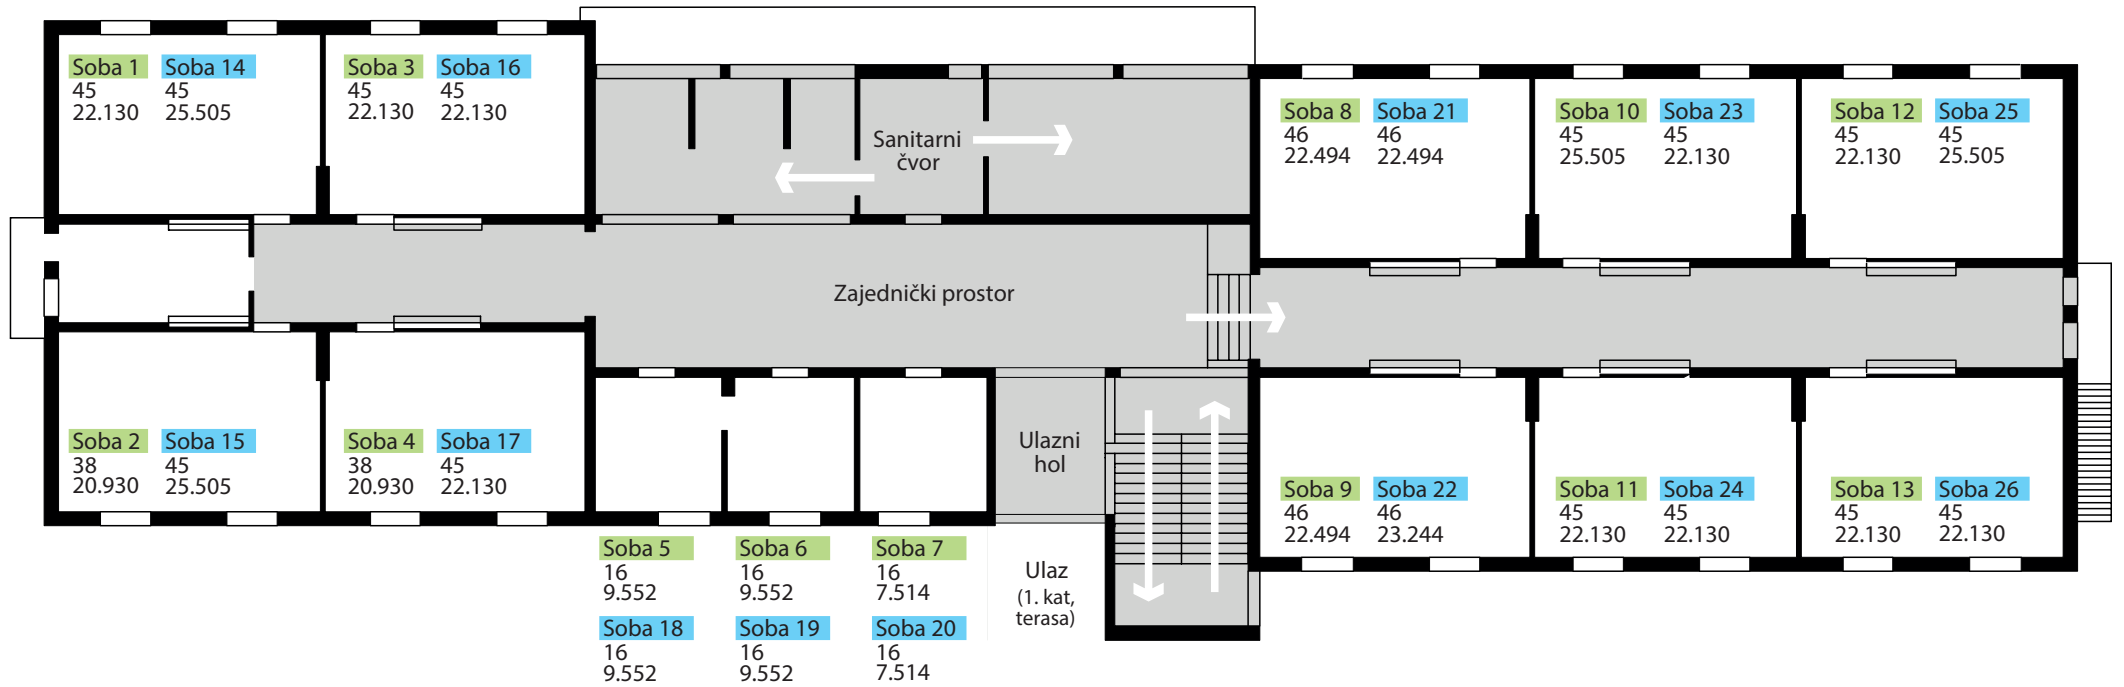 Soba 1
45
22.130
Soba 14
45
25.505
Soba 3
45
22.130
Soba 16
45
22.130
Sanitarni
čvor
Soba 8
46
22.494
Soba 21
46
22.494
Soba 10
45
25.505
Soba 23
45
22.130
Soba 12
45
22.130
Soba 25
45
25.505
Zajednički prostor
Soba 2
38
20.930
Soba 15
45
25.505
Soba 4
38
20.930
Soba 17
45
22.130
Ulazni
hol
Soba 9
46
22.494
Soba 22
46
23.244
Soba 11
45
22.130
Soba 24
45
22.130
Soba 13
45
22.130
Soba 26
45
22.130
Soba 5
16
9.552
Soba 6
16
9.552
Soba 7
16
7.514
Ulaz
(1. kat,
terasa)
Soba 18
16
9.552
Soba 19
16
9.552
Soba 20
16
7.514